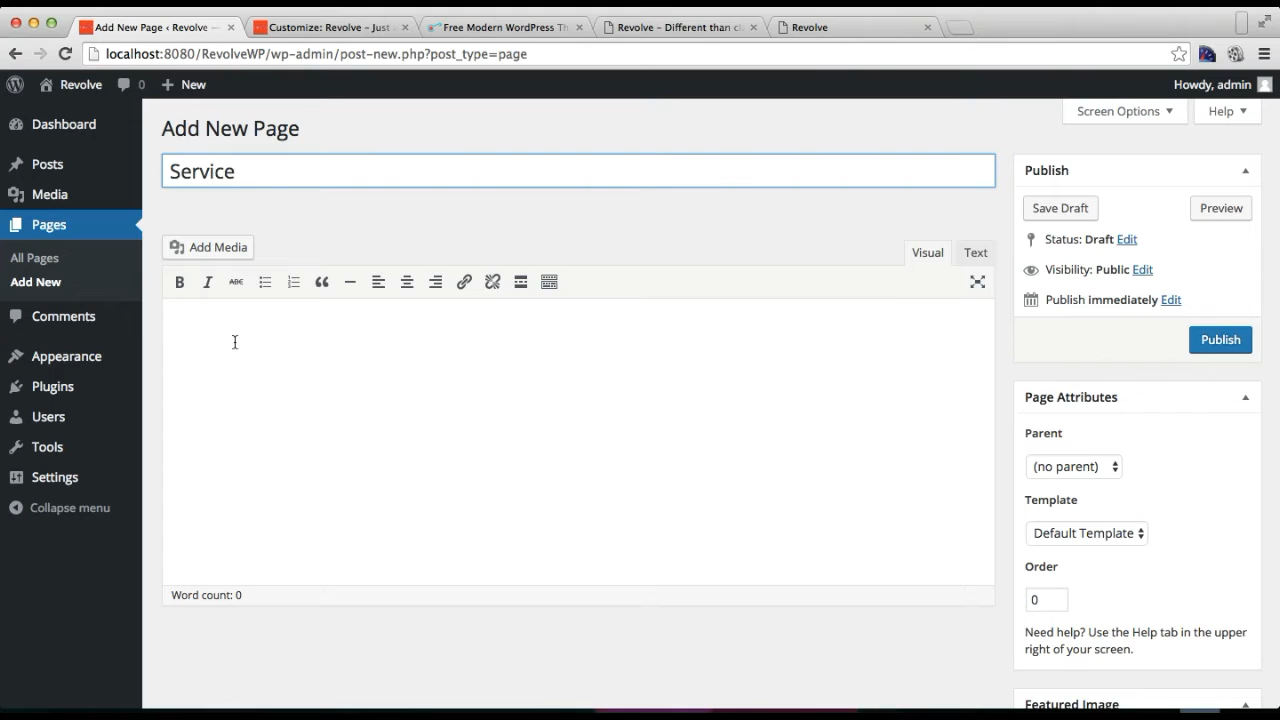 Add New Page ‹ Revolve —
Customize: Revolve – Just
Free Modern WordPress Th
Revolve – Different than cl
Revolve
localhost:8080/RevolveWP/wp-admin/post-new.php?post_type=page
Revolve
0
New
Howdy, admin
Screen Options
Help
Dashboard
Posts
Media
Pages
All Pages
Add New
Comments
Appearance
Plugins
Users
Tools
Settings
Collapse menu
Add New Page
Service
Add Media
Visual
Text
B I ABC
Word count: 0
Publish
Save Draft
Preview
Status: Draft Edit
Visibility: Public Edit
Publish immediately Edit
Publish
Page Attributes
Parent
(no parent)
Template
Default Template
Order
0
Need help? Use the Help tab in the upper
right of your screen.
Featured Image